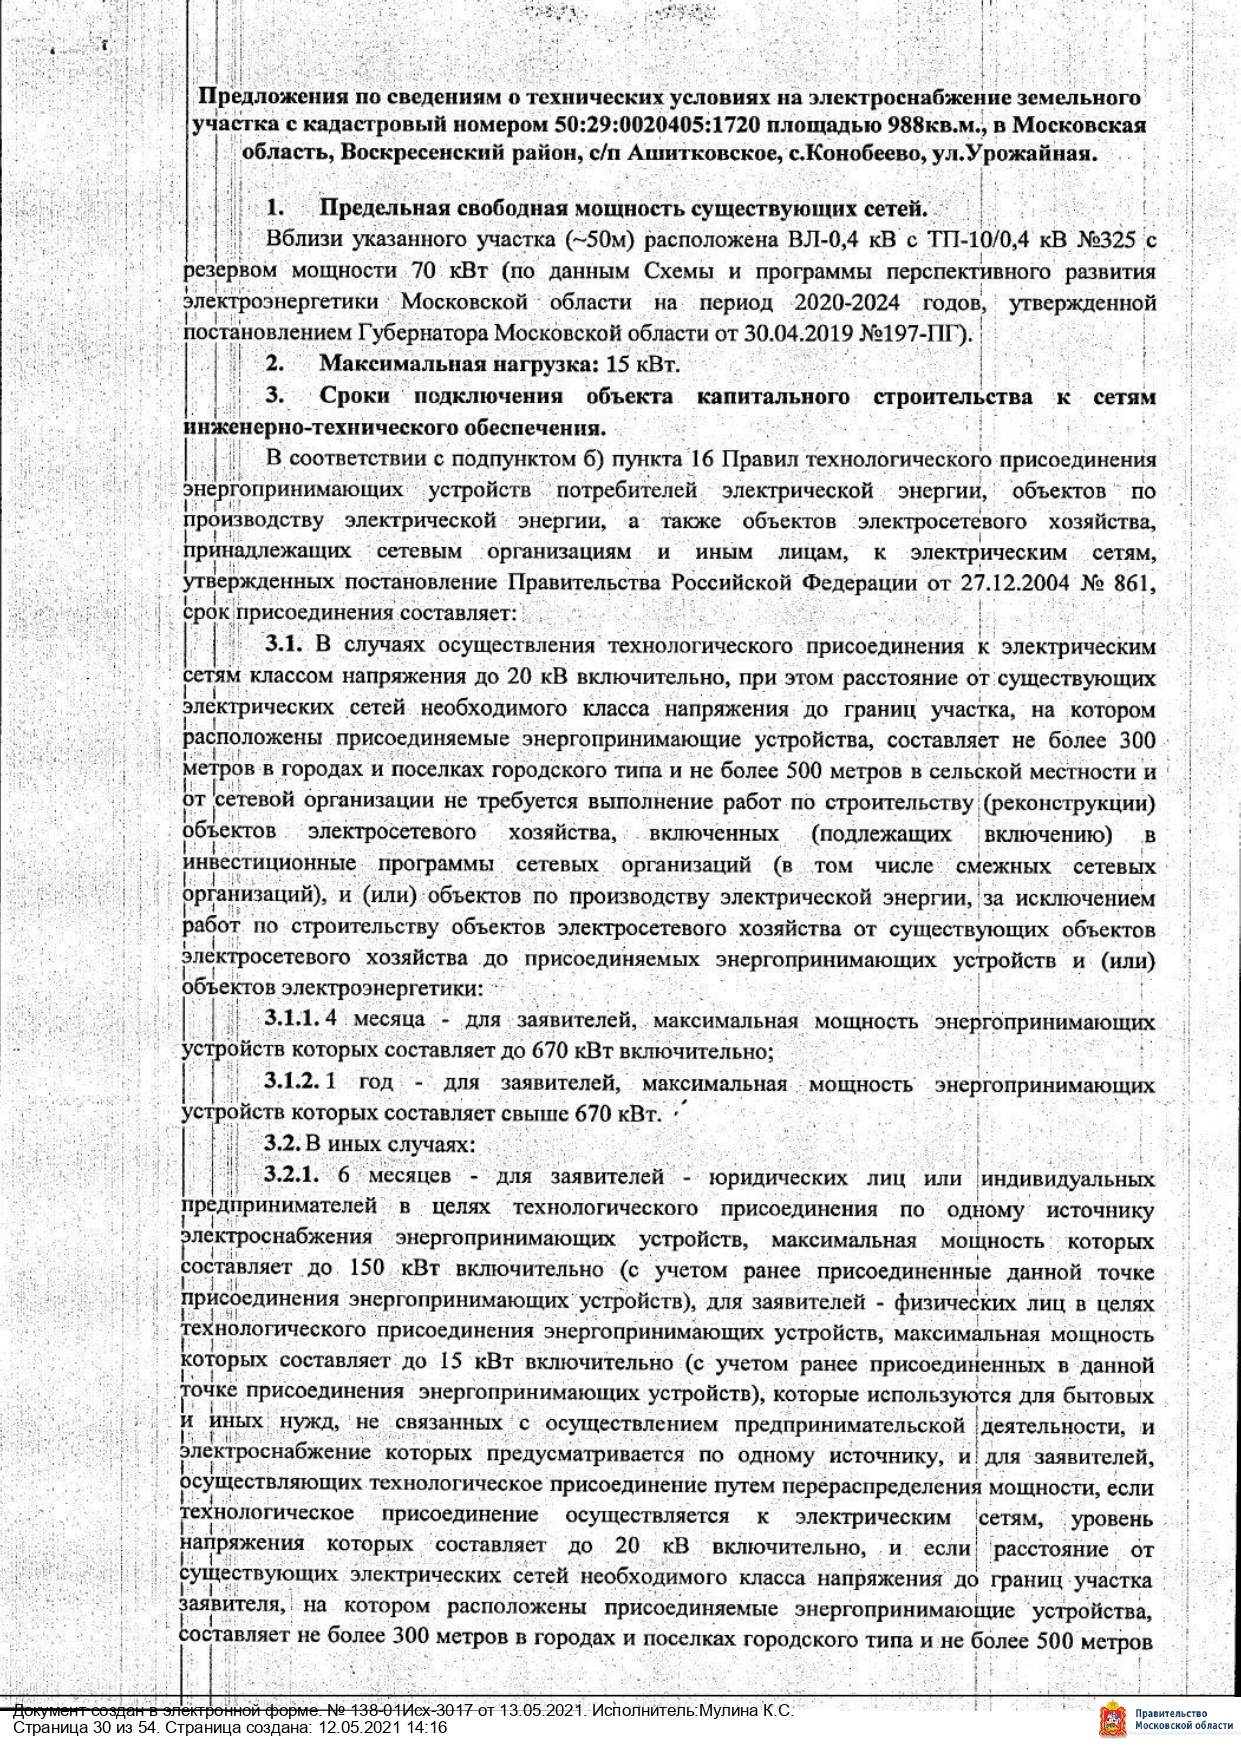 Предложения по сведениям о технических условиях на электроснабжение земельного
участка с кадастровый номером 50:29:0020405:1720 площадью 988кв.м., в Московская
область, Воскресенский район, с/п Ашитковское, с.Конобеево, ул.Урожайная.
1. Предельная свободная мощность существующих сетей.
Вблизи указанного участка (~50м) расположена ВЛ-0,4 кВ с ТП-10/0,4 кВ №325 с
резервом мощности 70 кВт (по данным Схемы и программы перспективного развития
электроэнергетики Московской области на период 2020-2024 годов, утвержденной
постановлением Губернатора Московской области от 30.04.2019 №197-ПГ).
2. Максимальная нагрузка: 15 кВт.
3. Сроки подключения объекта капитального строительства к сетям
инженерно-технического обеспечения.
В соответствии с подпунктом б) пункта 16 Правил технологического присоединения
энергопринимающих устройств потребителей электрической энергии, объектов по
производству электрической энергии, а также объектов электросетевого хозяйства,
принадлежащих сетевым организациям и иным лицам, к электрическим сетям,
утвержденных постановление Правительства Российской Федерации от 27.12.2004 № 861,
срок присоединения составляет:
3.1. В случаях осуществления технологического присоединения к электрическим
сетям классом напряжения до 20 кВ включительно, при этом расстояние от существующих
электрических сетей необходимого класса напряжения до границ участка, на котором
расположены присоединяемые энергопринимающие устройства, составляет не более 300
метров в городах и поселках городского типа и не более 500 метров в сельской местности и
от сетевой организации не требуется выполнение работ по строительству (реконструкции)
объектов электросетевого хозяйства, включенных (подлежащих включению) в
инвестиционные программы сетевых организаций (в том числе смежных сетевых
организаций), и (или) объектов по производству электрической энергии, за исключением
работ по строительству объектов электросетевого хозяйства от существующих объектов
электросетевого хозяйства до присоединяемых энергопринимающих устройств и (или)
объектов электроэнергетики:
3.1.1. 4 месяца - для заявителей, максимальная мощность энергопринимающих
устройств которых составляет до 670 кВт включительно;
3.1.2. 1 год - для заявителей, максимальная мощность энергопринимающих
устройств которых составляет свыше 670 кВт.
3.2. В иных случаях:
3.2.1. 6 месяцев - для заявителей - юридических лиц или индивидуальных
предпринимателей в целях технологического присоединения по одному источнику
электроснабжения энергопринимающих устройств, максимальная мощность которых
составляет до 150 кВт включительно (с учетом ранее присоединенные данной точке
присоединения энергопринимающих устройств), для заявителей - физических лиц в целях
технологического присоединения энергопринимающих устройств, максимальная мощность
которых составляет до 15 кВт включительно (с учетом ранее присоединенных в данной
точке присоединения энергопринимающих устройств), которые используются для бытовых
и иных нужд, не связанных с осуществлением предпринимательской деятельности, и
электроснабжение которых предусматривается по одному источнику, и для заявителей,
осуществляющих технологическое присоединение путем перераспределения мощности, если
технологическое присоединение осуществляется к электрическим сетям, уровень
напряжения которых составляет до 20 кВ включительно, и если расстояние от
существующих электрических сетей необходимого класса напряжения до границ участка
заявителя, на котором расположены присоединяемые энергопринимающие устройства,
составляет не более 300 метров в городах и поселках городского типа и не более 500 метров
Документ создан в электронной форме. № 138-01Исх-3017 от 13.05.2021. Исполнитель:Мулина К.С.
Страница 30 из 54. Страница создана: 12.05.2021 14:16
Правительство
Московской области